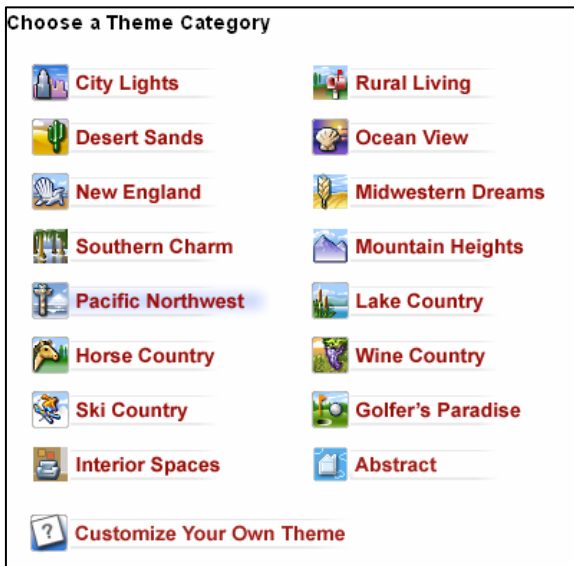 Choose a Theme Category
City Lights
Rural Living
Desert Sands
Ocean View
New England
Midwestern Dreams
Southern Charm
Mountain Heights
Pacific Northwest
Lake Country
Horse Country
Wine Country
Ski Country
Golfer's Paradise
Interior Spaces
Abstract
?
Customize Your Own Theme